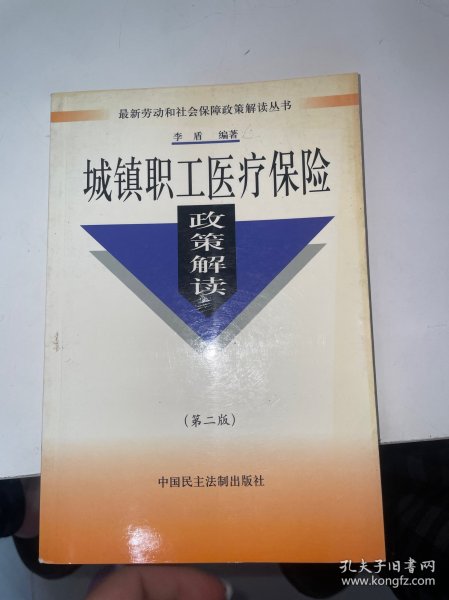 最新劳动和社会保障政策解读丛书
李盾 编著
城镇职工医疗保险
政策解读
(第二版)
中国民主法制出版社
孔夫子旧书网
www.kongfz.com